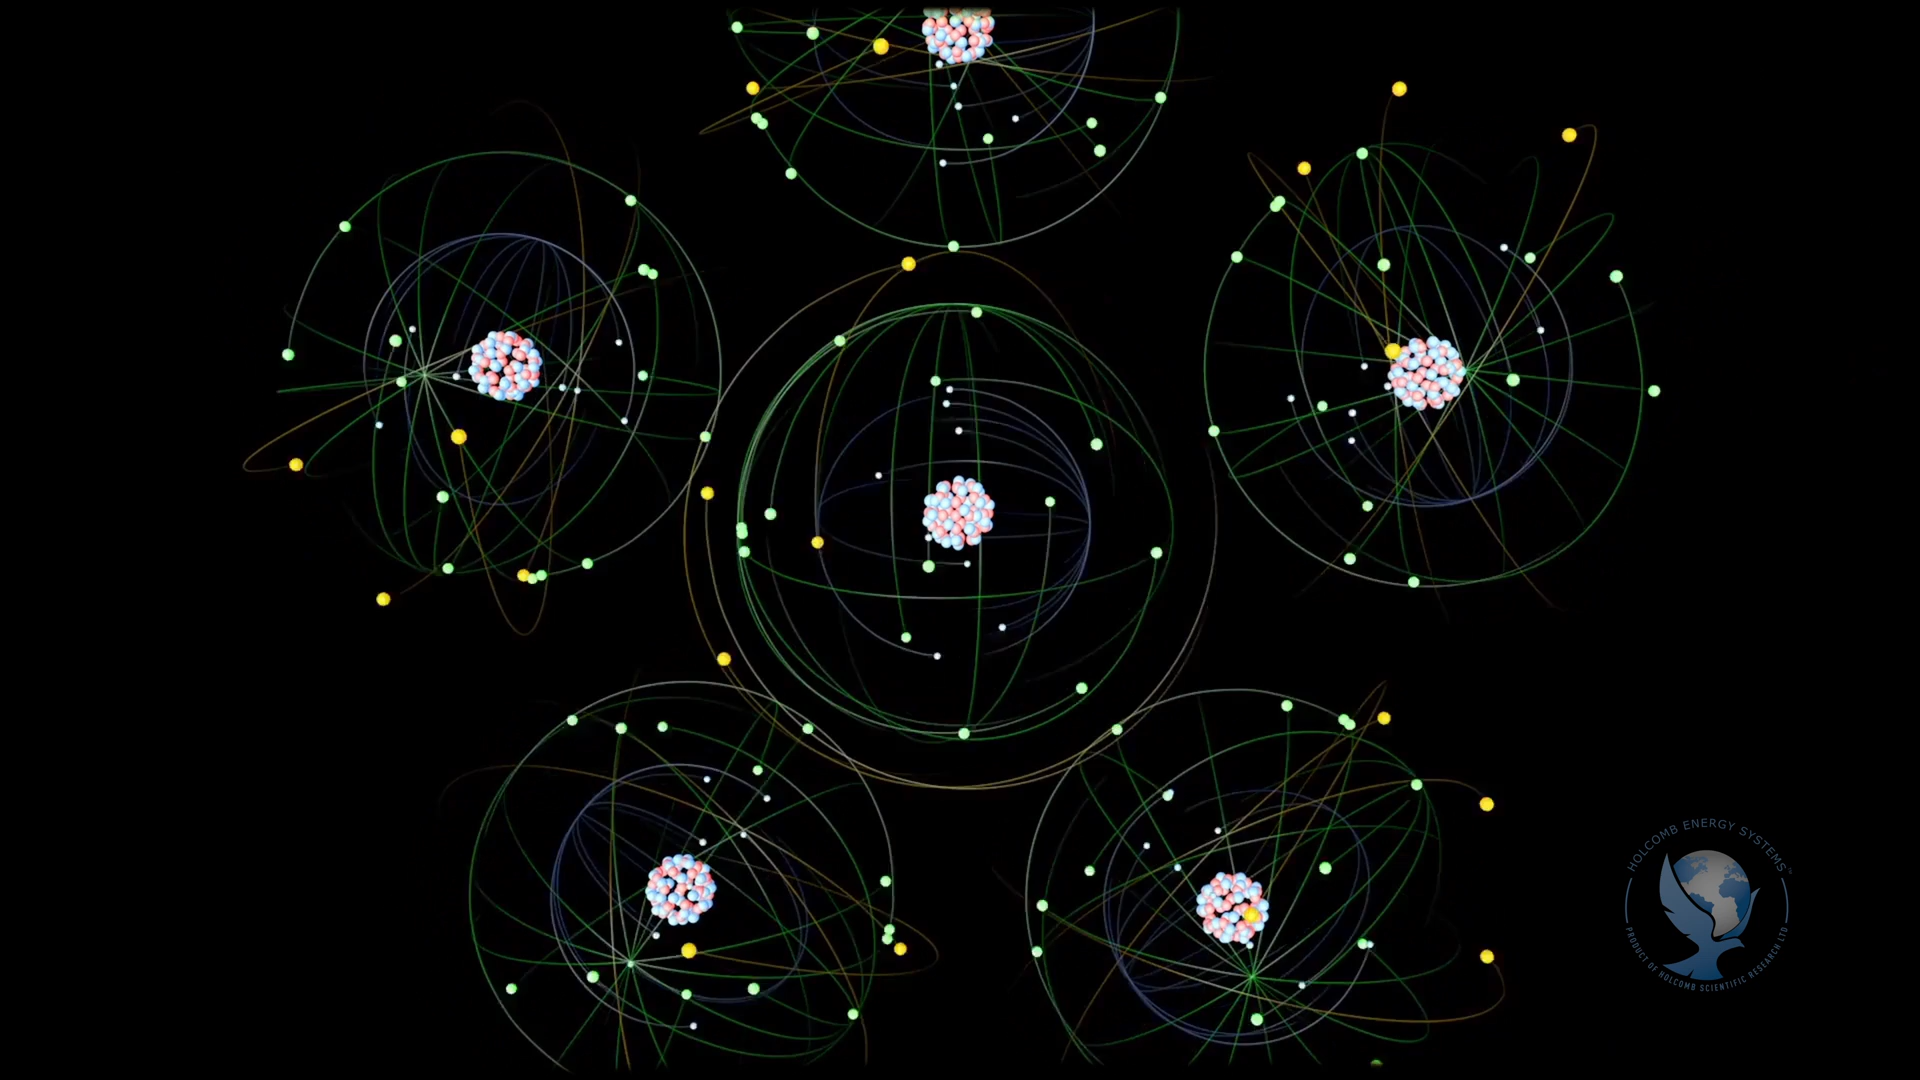 HOLCOMB ENERGY SYSTEMS
PRODUCT OF HOLCOMB SCIENTIFIC RESEARCH LTD